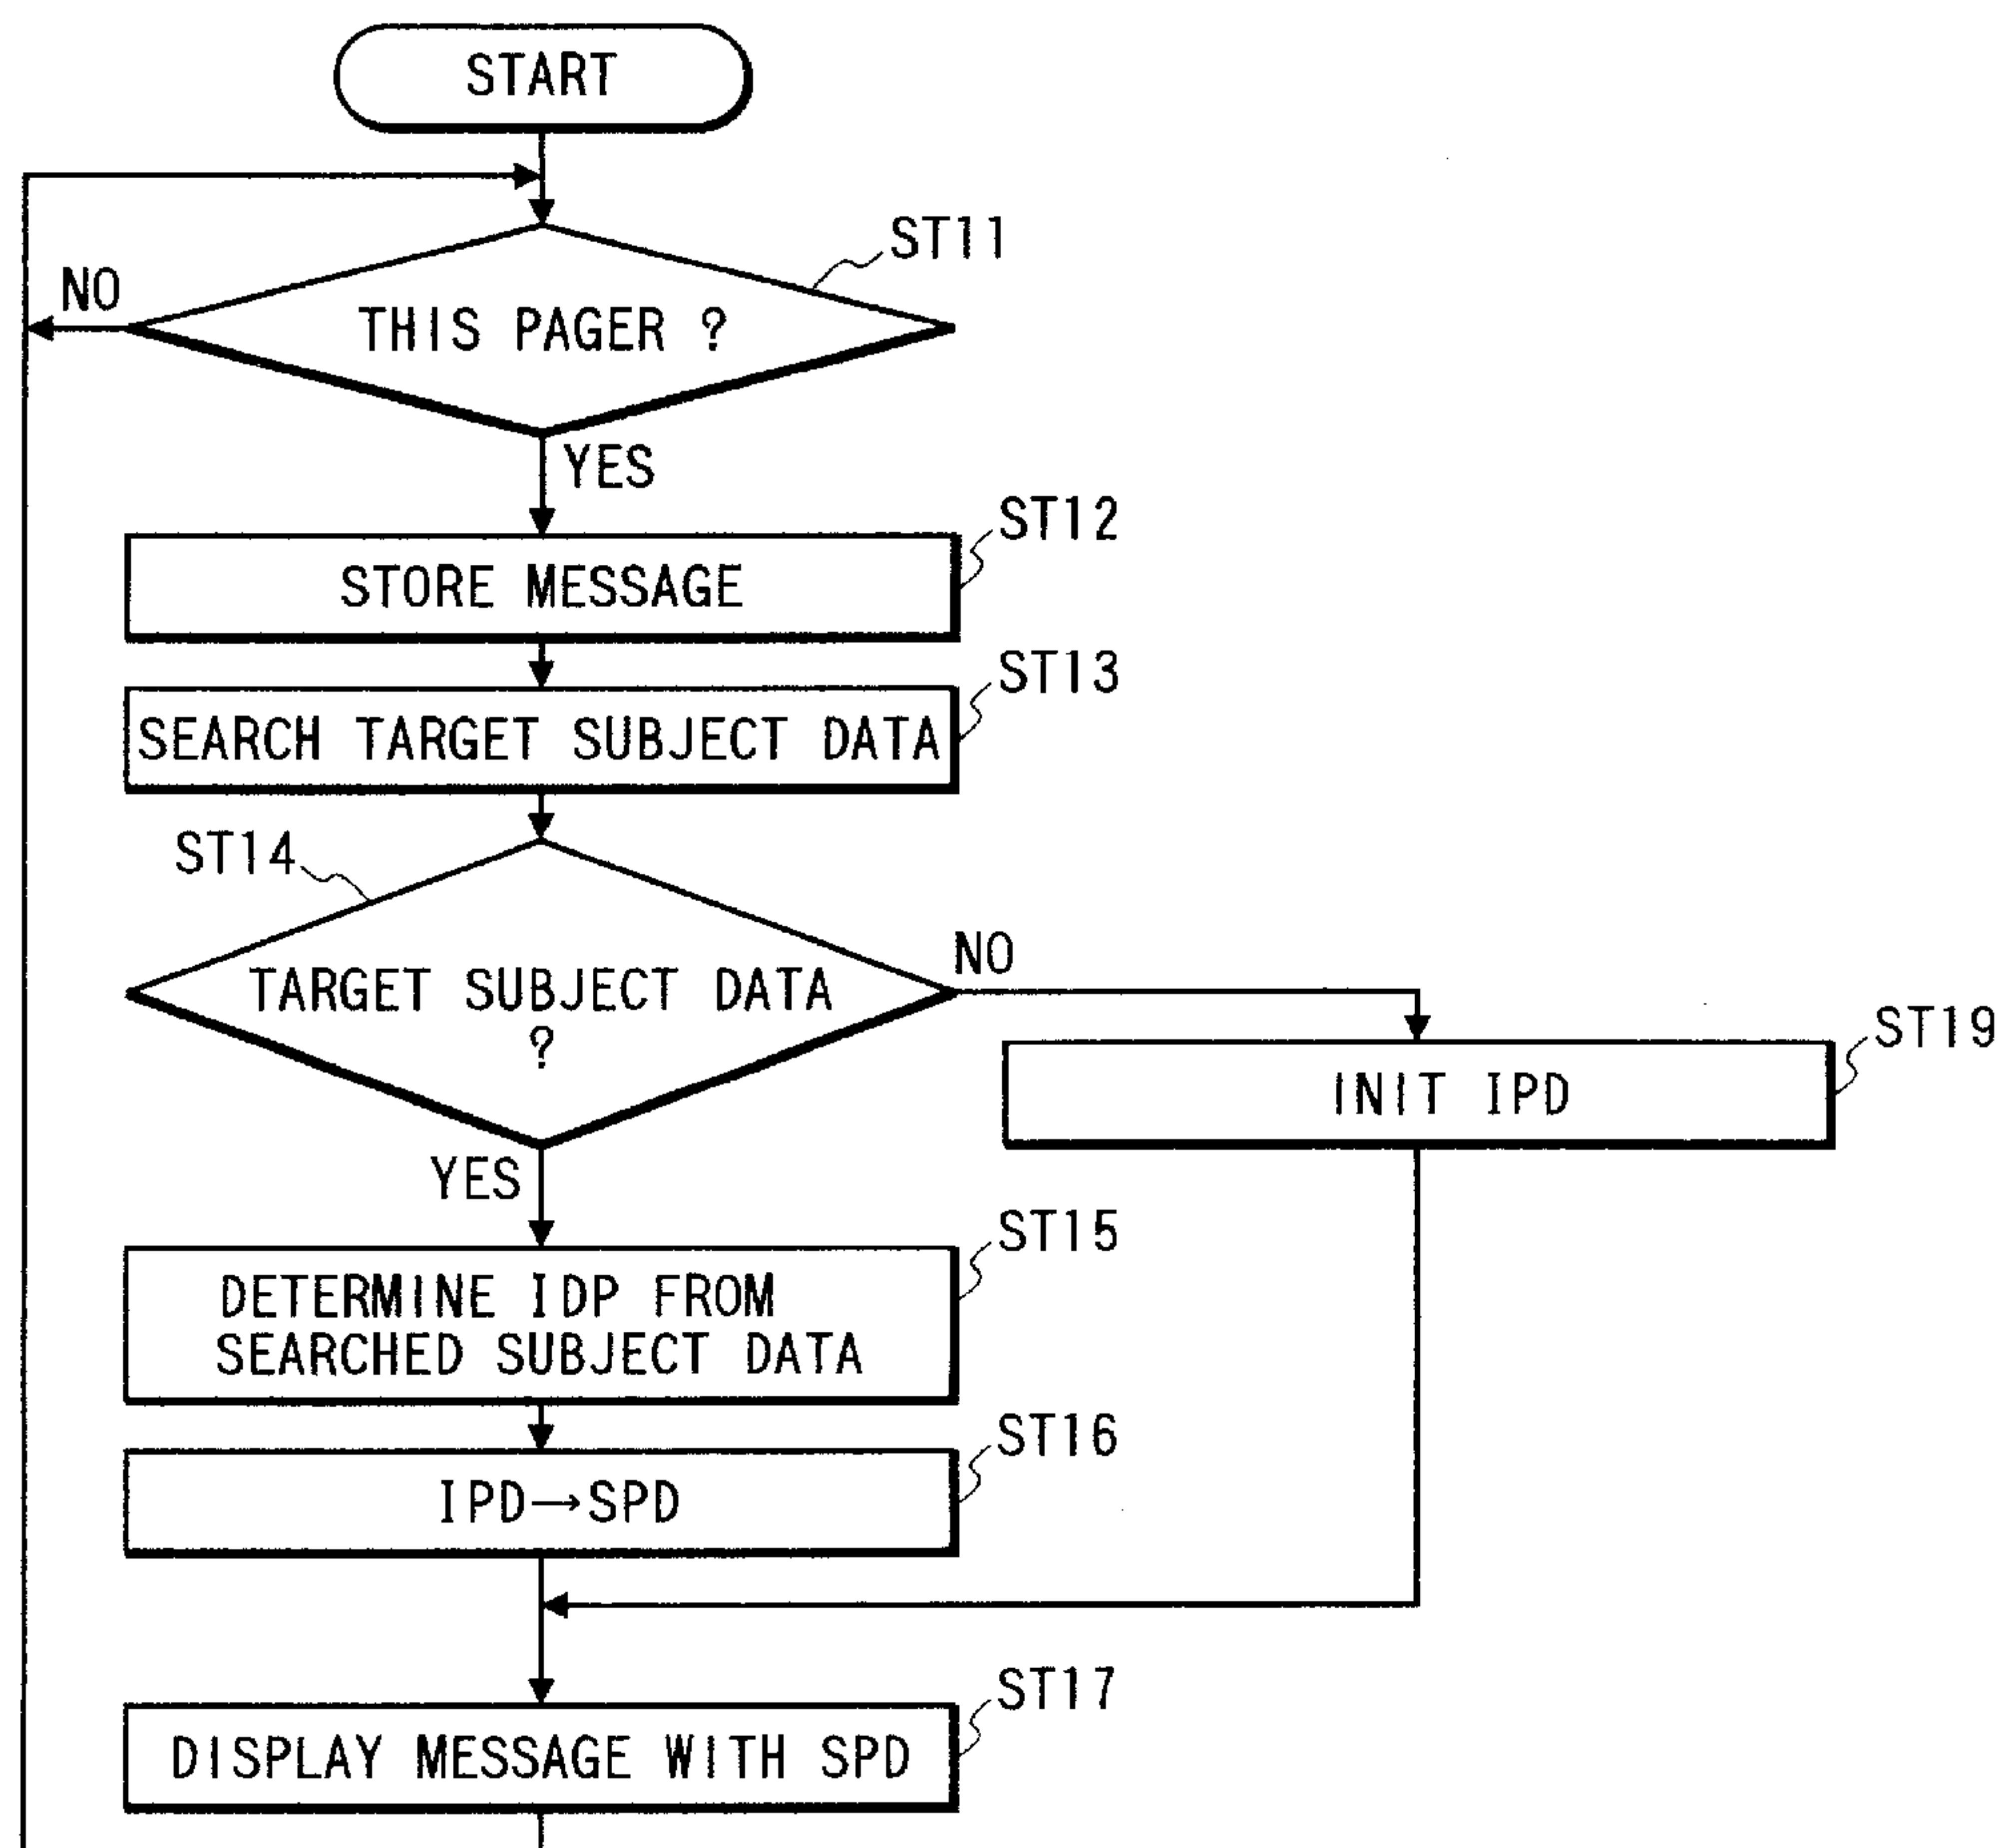 START
ST11
NO
THIS PAGER ?
YES
ST12
STORE MESSAGE
ST13
SEARCH TARGET SUBJECT DATA
ST14
NO
TARGET SUBJECT DATA
?
ST19
INIT IPD
YES
ST15
DETERMINE IDP FROM
SEARCHED SUBJECT DATA
ST16
IPD→SPD
ST17
DISPLAY MESSAGE WITH SPD